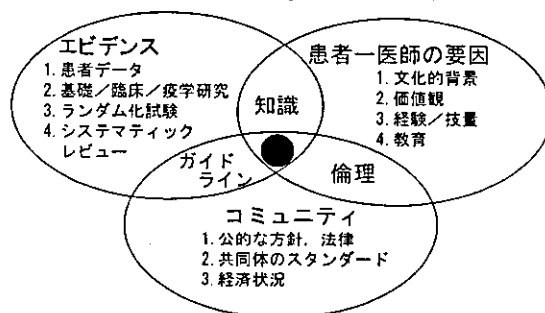 エビデンス
1. 患者データ
2. 基礎／臨床／疫学研究
3. ランダム化試験
4. システマティック
レビュー
知識
患者ー医師の要因
1. 文化的背景
2. 価値観
3. 経験／技量
4. 教育
ガイド
ライン
倫理
コミュニティ
1. 公的な方針，法律
2. 共同体のスタンダード
3. 経済状況